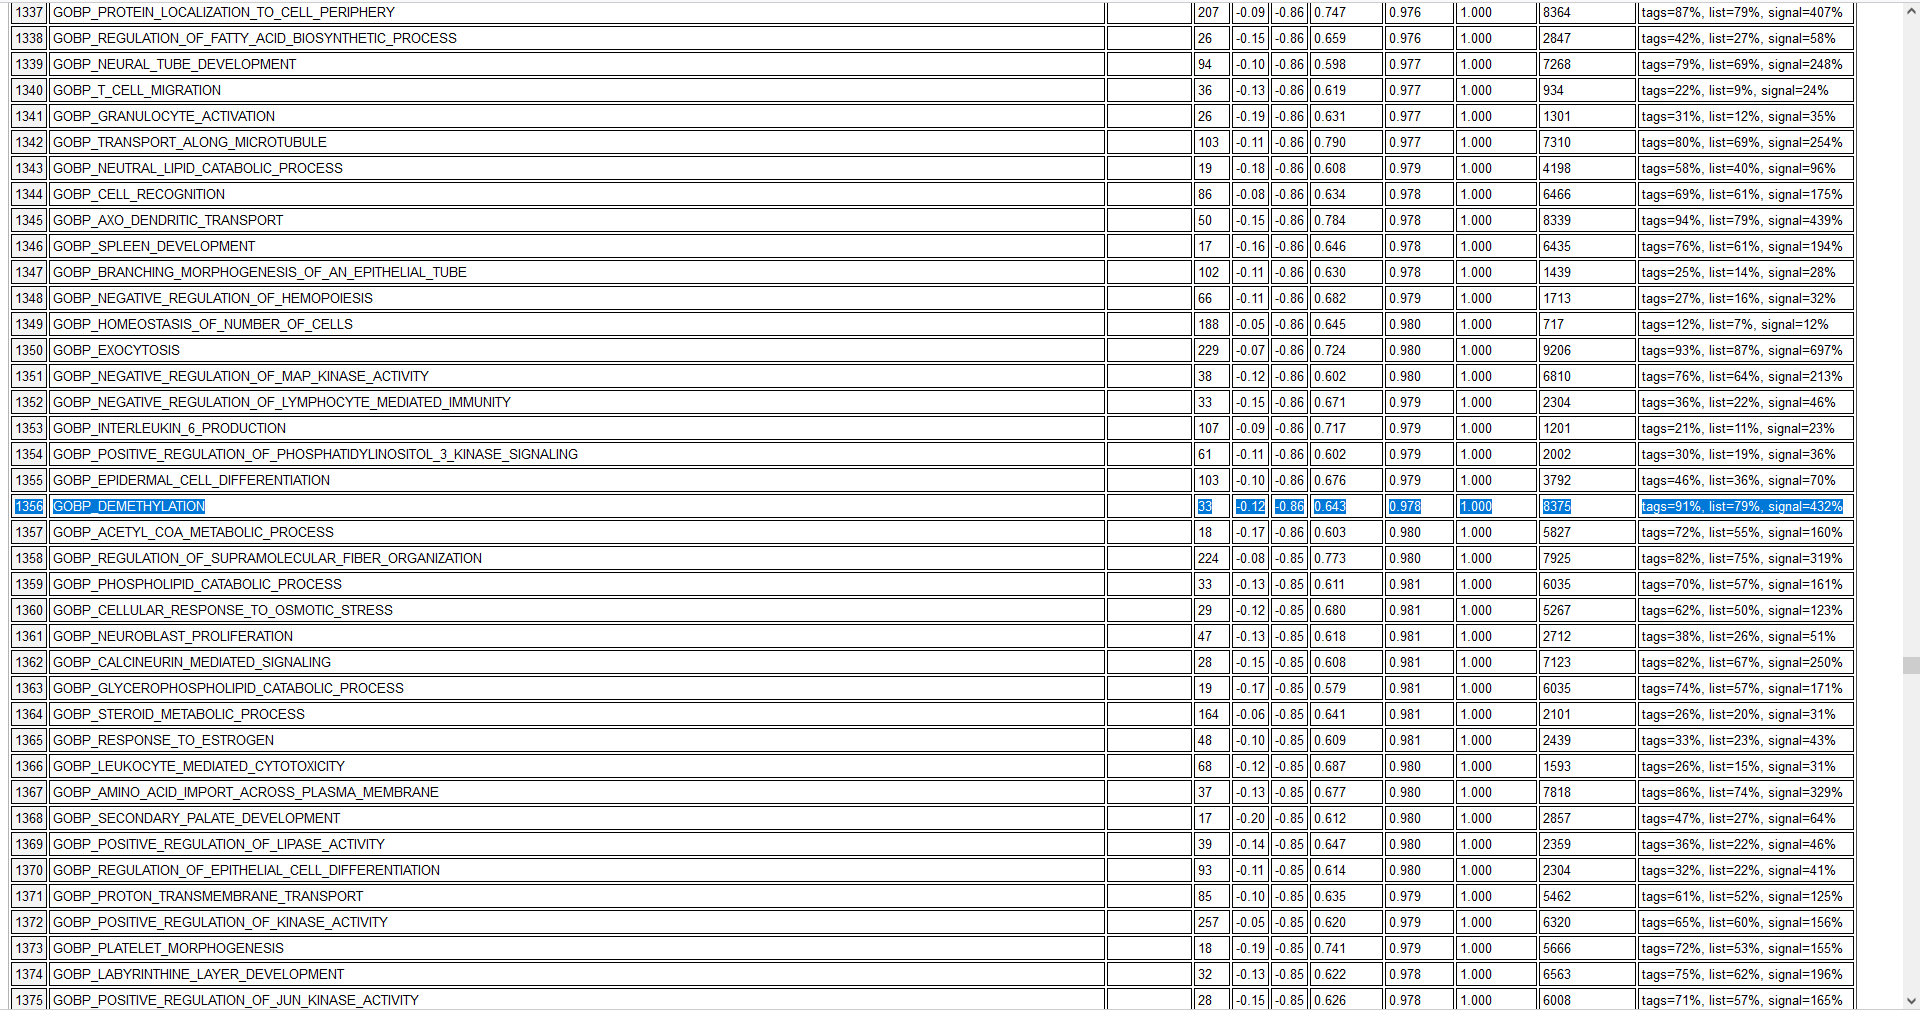 1337 GOBP_PROTEIN_LOCALIZATION_TO_CELL_PERIPHERY 207 -0.09 -0.86 0.747 0.976 1.000 8364 tags=87%, list=79%, signal=407%
1338 GOBP_REGULATION_OF_FATTY_ACID_BIOSYNTHETIC_PROCESS 26 -0.15 -0.86 0.659 0.976 1.000 2847 tags=42%, list=27%, signal=58%
1339 GOBP_NEURAL_TUBE_DEVELOPMENT 94 -0.10 -0.86 0.598 0.977 1.000 7268 tags=79%, list=69%, signal=248%
1340 GOBP_T_CELL_MIGRATION 36 -0.13 -0.86 0.619 0.977 1.000 934 tags=22%, list=9%, signal=24%
1341 GOBP_GRANULOCYTE_ACTIVATION 26 -0.19 -0.86 0.631 0.977 1.000 1301 tags=31%, list=12%, signal=35%
1342 GOBP_TRANSPORT_ALONG_MICROTUBULE 103 -0.11 -0.86 0.790 0.977 1.000 7310 tags=80%, list=69%, signal=254%
1343 GOBP_NEUTRAL_LIPID_CATABOLIC_PROCESS 19 -0.18 -0.86 0.608 0.979 1.000 4198 tags=58%, list=40%, signal=96%
1344 GOBP_CELL_RECOGNITION 86 -0.08 -0.86 0.634 0.978 1.000 6466 tags=69%, list=61%, signal=175%
1345 GOBP_AXO_DENDRITIC_TRANSPORT 50 -0.15 -0.86 0.784 0.978 1.000 8339 tags=94%, list=79%, signal=439%
1346 GOBP_SPLEEN_DEVELOPMENT 17 -0.16 -0.86 0.646 0.978 1.000 6435 tags=76%, list=61%, signal=194%
1347 GOBP_BRANCHING_MORPHOGENESIS_OF_AN_EPITHELIAL_TUBE 102 -0.11 -0.86 0.630 0.978 1.000 1439 tags=25%, list=14%, signal=28%
1348 GOBP_NEGATIVE_REGULATION_OF_HEMOPOIESIS 66 -0.11 -0.86 0.682 0.979 1.000 1713 tags=27%, list=16%, signal=32%
1349 GOBP_HOMEOSTASIS_OF_NUMBER_OF_CELLS 188 -0.05 -0.86 0.645 0.980 1.000 717 tags=12%, list=7%, signal=12%
1350 GOBP_EXOCYTOSIS 229 -0.07 -0.86 0.724 0.980 1.000 9206 tags=93%, list=87%, signal=697%
1351 GOBP_NEGATIVE_REGULATION_OF_MAP_KINASE_ACTIVITY 38 -0.12 -0.86 0.602 0.980 1.000 6810 tags=76%, list=64%, signal=213%
1352 GOBP_NEGATIVE_REGULATION_OF_LYMPHOCYTE_MEDIATED_IMMUNITY 33 -0.15 -0.86 0.671 0.979 1.000 2304 tags=36%, list=22%, signal=46%
1353 GOBP_INTERLEUKIN_6_PRODUCTION 107 -0.09 -0.86 0.717 0.979 1.000 1201 tags=21%, list=11%, signal=23%
1354 GOBP_POSITIVE_REGULATION_OF_PHOSPHATIDYLINOSITOL_3_KINASE_SIGNALING 61 -0.11 -0.86 0.602 0.979 1.000 2002 tags=30%, list=19%, signal=36%
1355 GOBP_EPIDERMAL_CELL_DIFFERENTIATION 103 -0.10 -0.86 0.676 0.979 1.000 3792 tags=46%, list=36%, signal=70%
1356 GOBP_DEMETHYLATION 33 -0.12 -0.86 0.643 0.978 1.000 8375 tags=91%, list=79%, signal=432%
1357 GOBP_ACETYL_COA_METABOLIC_PROCESS 18 -0.17 -0.86 0.603 0.980 1.000 5827 tags=72%, list=55%, signal=160%
1358 GOBP_REGULATION_OF_SUPRAMOLECULAR_FIBER_ORGANIZATION 224 -0.08 -0.85 0.773 0.980 1.000 7925 tags=82%, list=75%, signal=319%
1359 GOBP_PHOSPHOLIPID_CATABOLIC_PROCESS 33 -0.13 -0.85 0.611 0.981 1.000 6035 tags=70%, list=57%, signal=161%
1360 GOBP_CELLULAR_RESPONSE_TO_OSMOTIC_STRESS 29 -0.12 -0.85 0.680 0.981 1.000 5267 tags=62%, list=50%, signal=123%
1361 GOBP_NEUROBLAST_PROLIFERATION 47 -0.13 -0.85 0.618 0.981 1.000 2712 tags=38%, list=26%, signal=51%
1362 GOBP_CALCINEURIN_MEDIATED_SIGNALING 28 -0.15 -0.85 0.608 0.981 1.000 7123 tags=82%, list=67%, signal=250%
1363 GOBP_GLYCEROPHOSPHOLIPID_CATABOLIC_PROCESS 19 -0.17 -0.85 0.579 0.981 1.000 6035 tags=74%, list=57%, signal=171%
1364 GOBP_STEROID_METABOLIC_PROCESS 164 -0.06 -0.85 0.641 0.981 1.000 2101 tags=26%, list=20%, signal=31%
1365 GOBP_RESPONSE_TO_ESTROGEN 48 -0.10 -0.85 0.609 0.981 1.000 2439 tags=33%, list=23%, signal=43%
1366 GOBP_LEUKOCYTE_MEDIATED_CYTOTOXICITY 68 -0.12 -0.85 0.687 0.980 1.000 1593 tags=26%, list=15%, signal=31%
1367 GOBP_AMINO_ACID_IMPORT_ACROSS_PLASMA_MEMBRANE 37 -0.13 -0.85 0.677 0.980 1.000 7818 tags=86%, list=74%, signal=329%
1368 GOBP_SECONDARY_PALATE_DEVELOPMENT 17 -0.20 -0.85 0.612 0.980 1.000 2857 tags=47%, list=27%, signal=64%
1369 GOBP_POSITIVE_REGULATION_OF_LIPASE_ACTIVITY 39 -0.14 -0.85 0.647 0.980 1.000 2359 tags=36%, list=22%, signal=46%
1370 GOBP_REGULATION_OF_EPITHELIAL_CELL_DIFFERENTIATION 93 -0.11 -0.85 0.614 0.980 1.000 2304 tags=32%, list=22%, signal=41%
1371 GOBP_PROTON_TRANSMEMBRANE_TRANSPORT 85 -0.10 -0.85 0.635 0.979 1.000 5462 tags=61%, list=52%, signal=125%
1372 GOBP_POSITIVE_REGULATION_OF_KINASE_ACTIVITY 257 -0.05 -0.85 0.620 0.979 1.000 6320 tags=65%, list=60%, signal=156%
1373 GOBP_PLATELET_MORPHOGENESIS 18 -0.19 -0.85 0.741 0.979 1.000 5666 tags=72%, list=53%, signal=155%
1374 GOBP_LABYRINTHINE_LAYER_DEVELOPMENT 32 -0.13 -0.85 0.622 0.978 1.000 6563 tags=75%, list=62%, signal=196%
1375 GOBP_POSITIVE_REGULATION_OF_JUN_KINASE_ACTIVITY 28 -0.15 -0.85 0.626 0.978 1.000 6008 tags=71%, list=57%, signal=165%